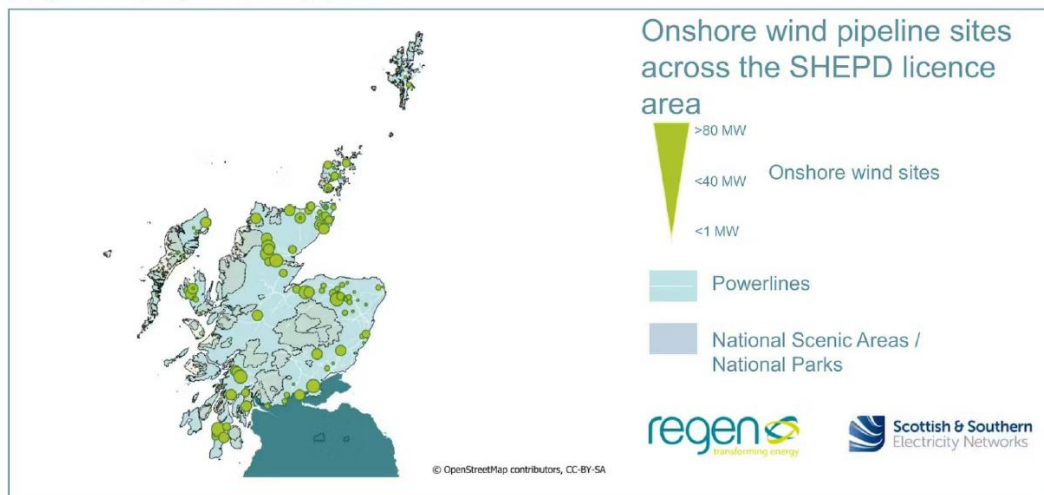 Onshore wind pipeline sites
across the SHEPD licence
area
>80 MW
<40 MW
Onshore wind sites
<1 MW
Powerlines
National Scenic Areas /
National Parks
regen
transforming energy
Scottish & Southern
Electricity Networks
© OpenStreetMap contributors, CC-BY-SA